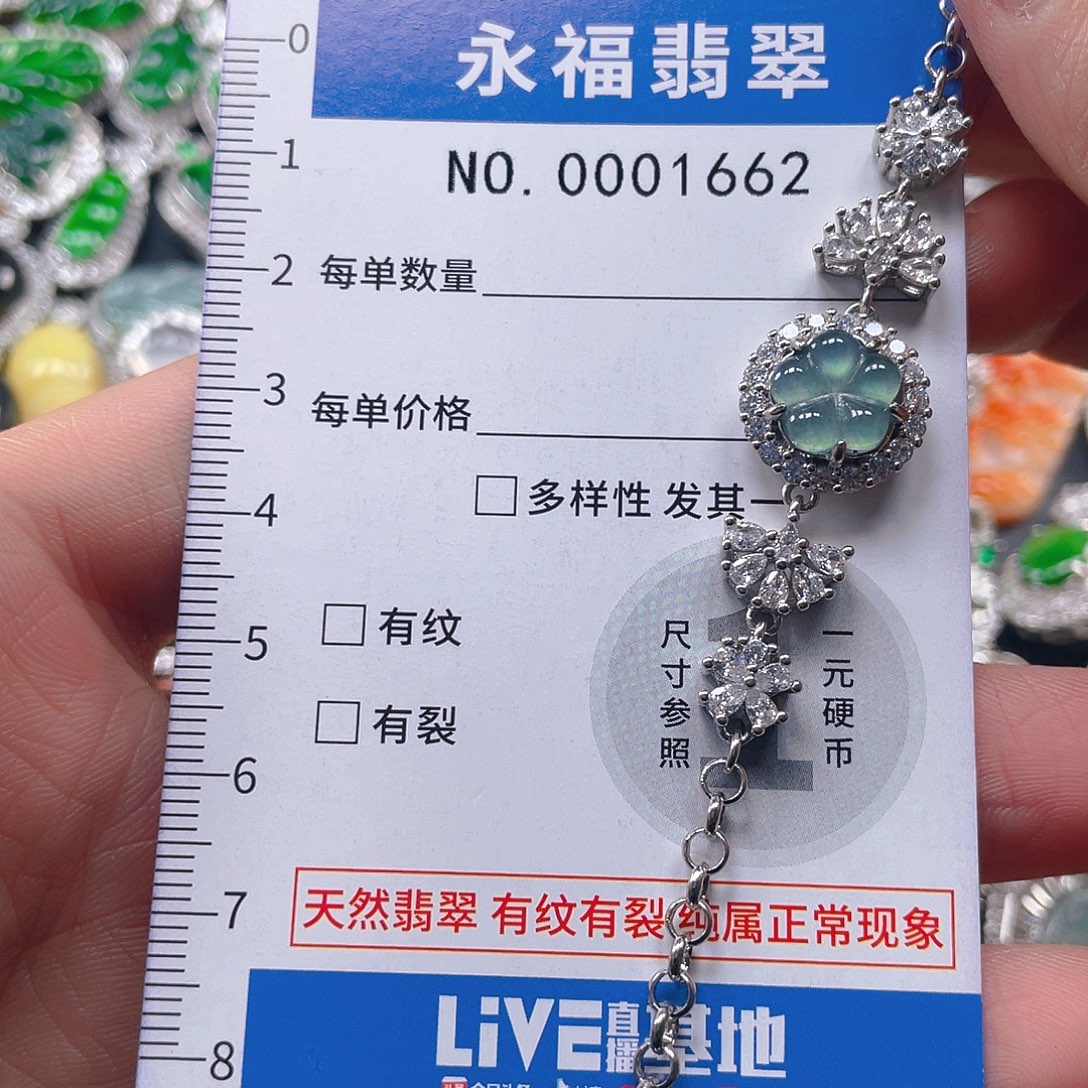 永福翡翠
0
1
NO. 0001662
2
每单数量
3
每单价格
4
□多样性 发其一
5
□有纹
□有裂
尺寸参照
一元硬币
6
7
天然翡翠 有纹有裂 纯属正常现象
8
LiVE直播基地